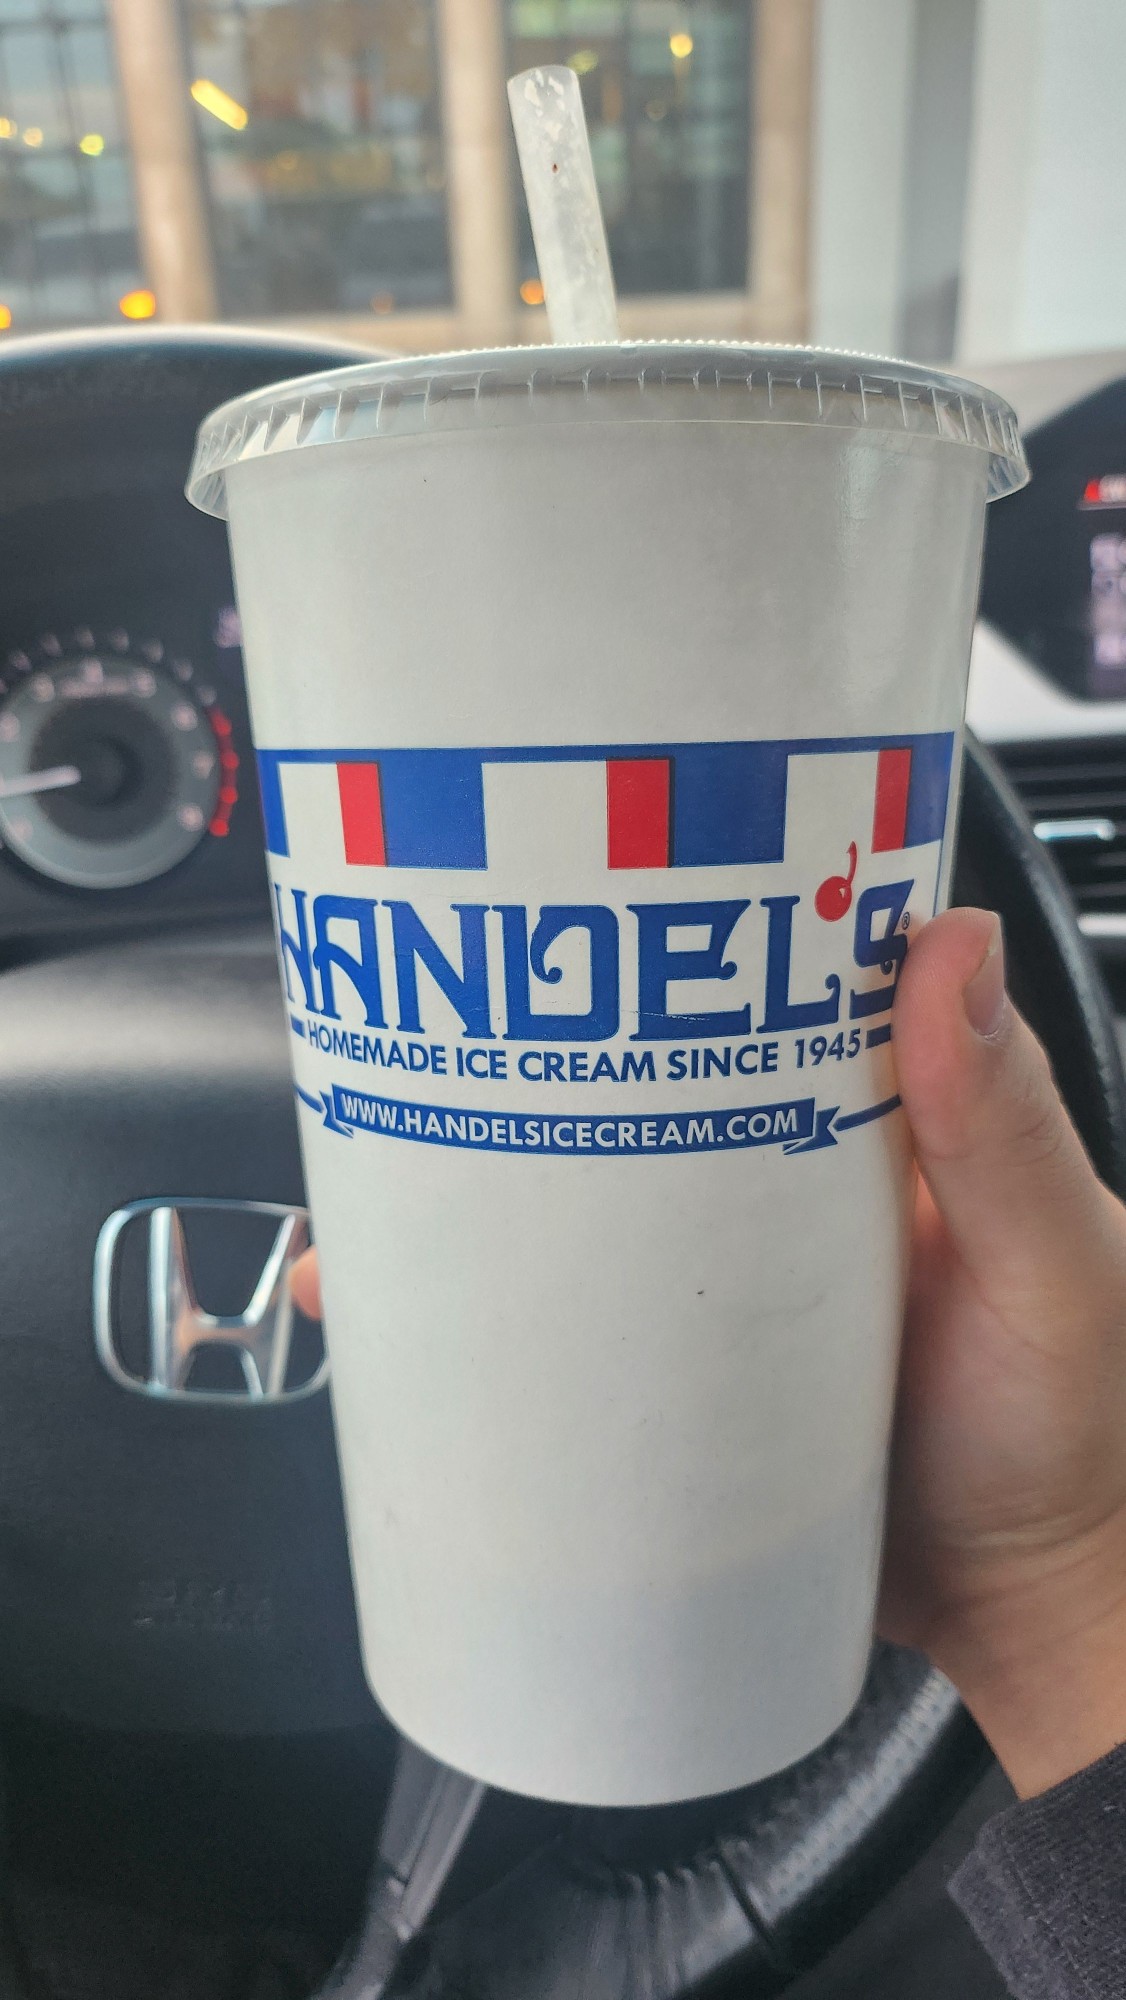 HANDEL'S®
HOMEMADE ICE CREAM SINCE 1945
WWW.HANDELSICECREAM.COM